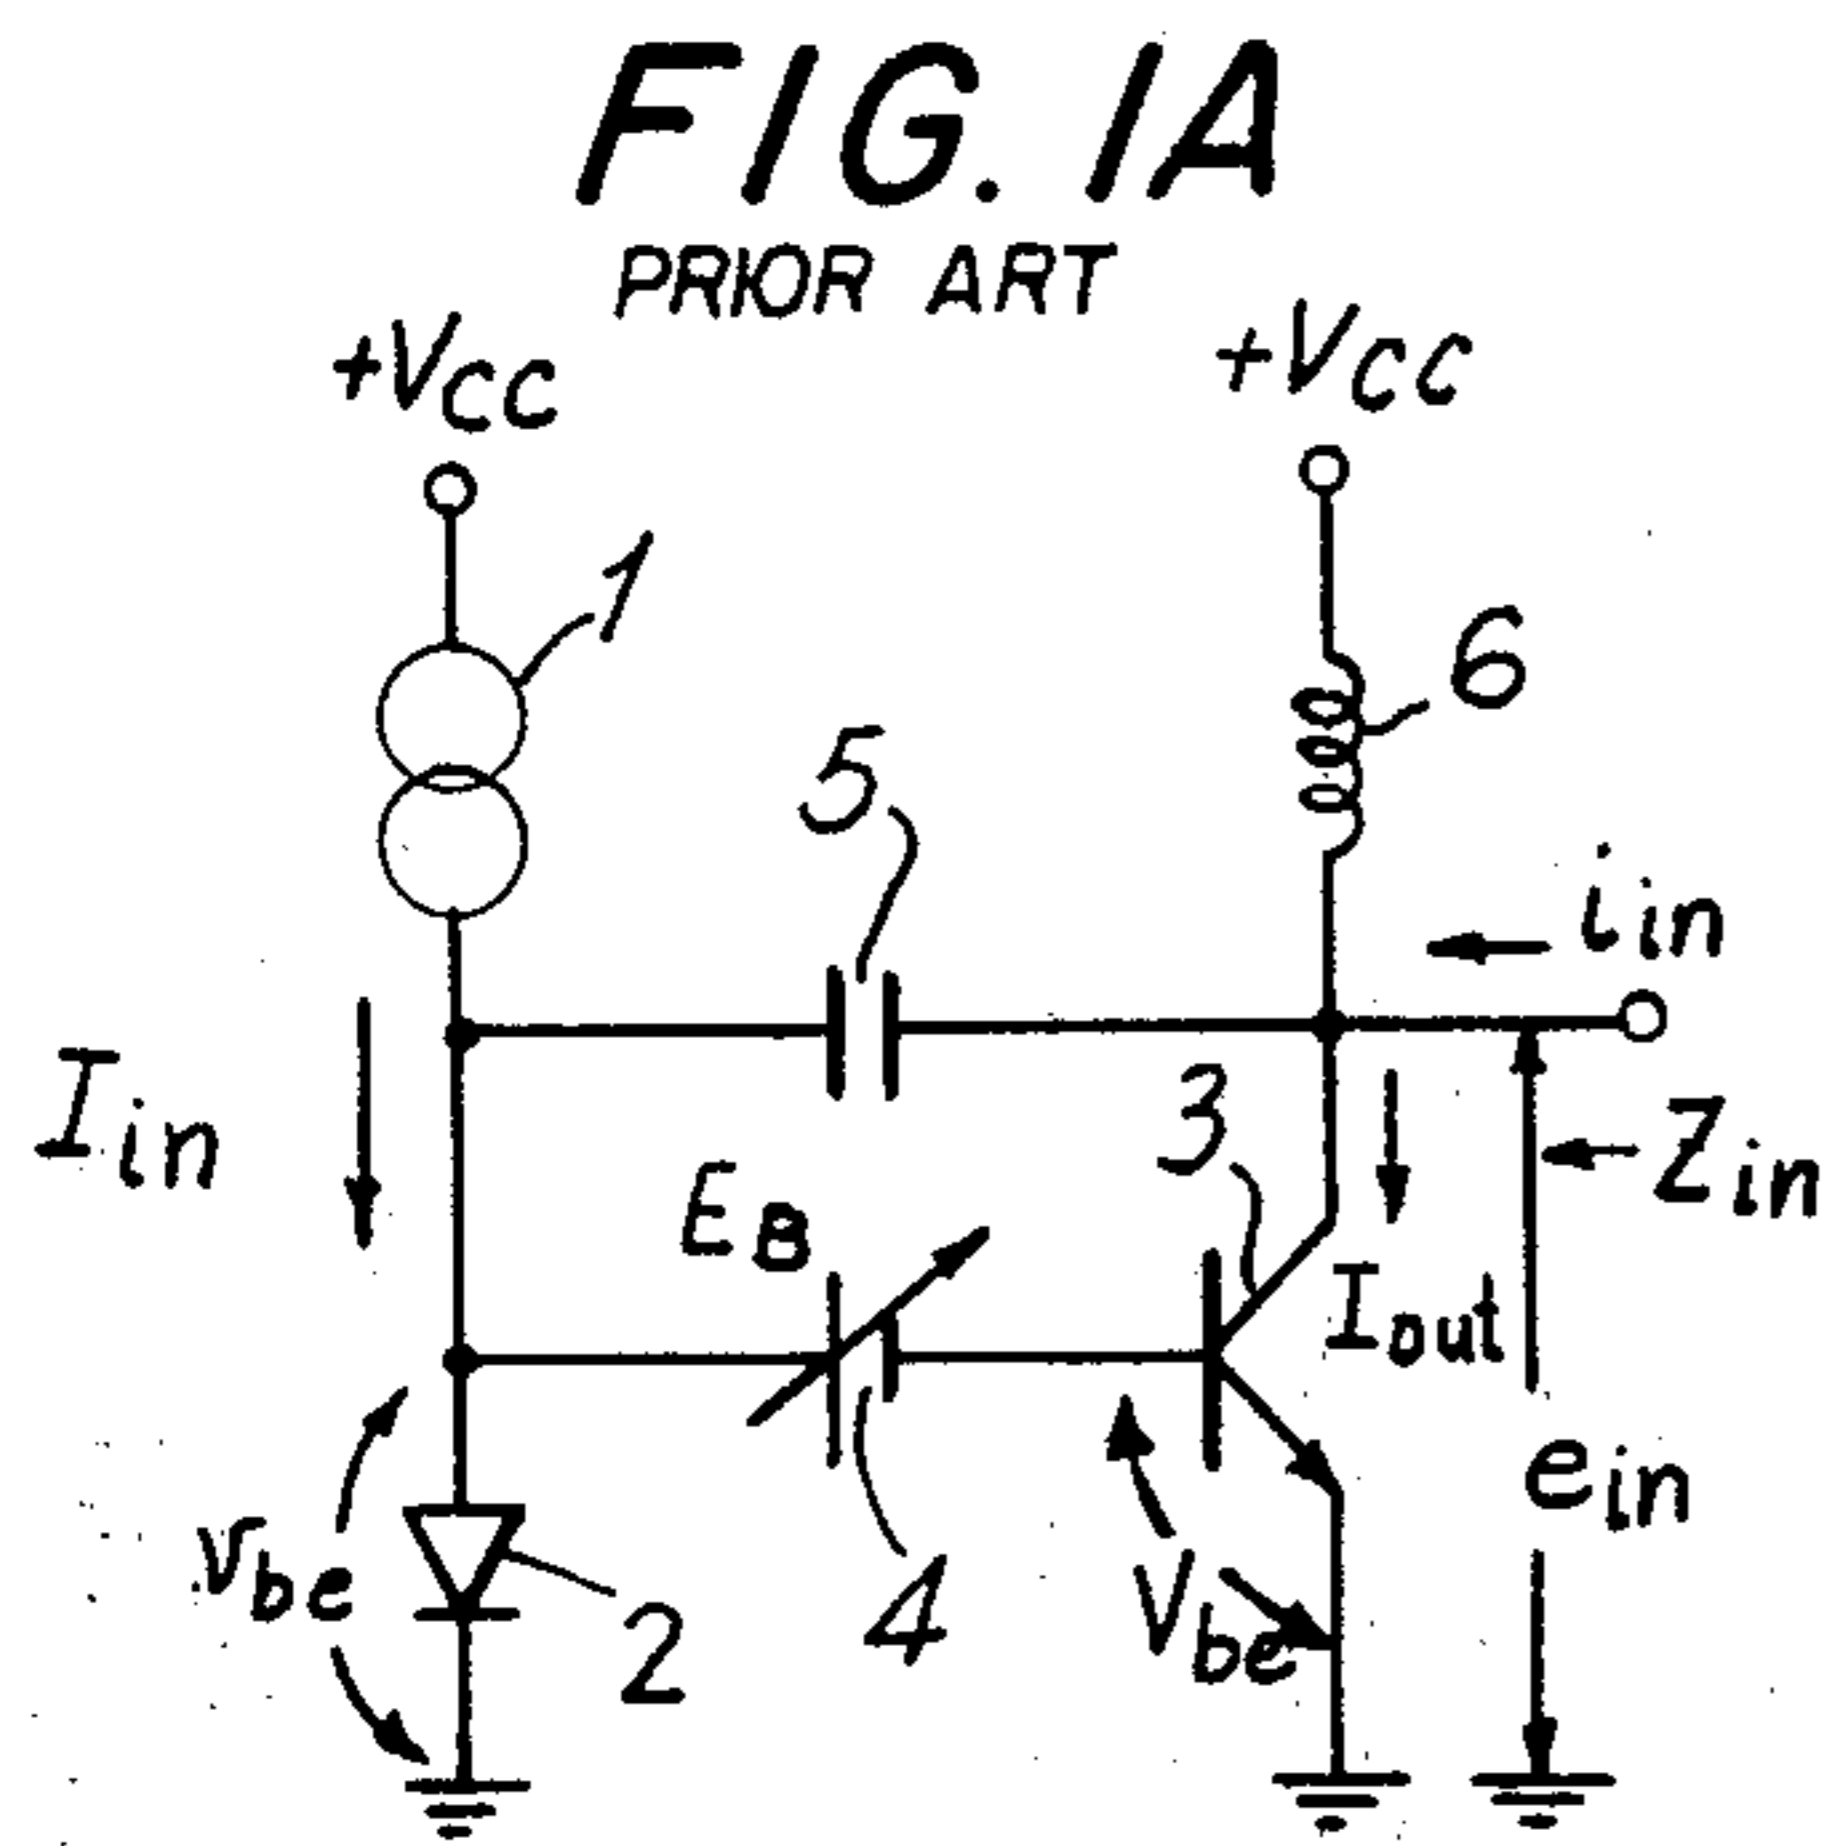 FIG. 1A
PRIOR ART
+VCC
+VCC
1
6
5
iin
Iin
3
Zin
EB
Iout
ein
vbe
Vbe
4
2